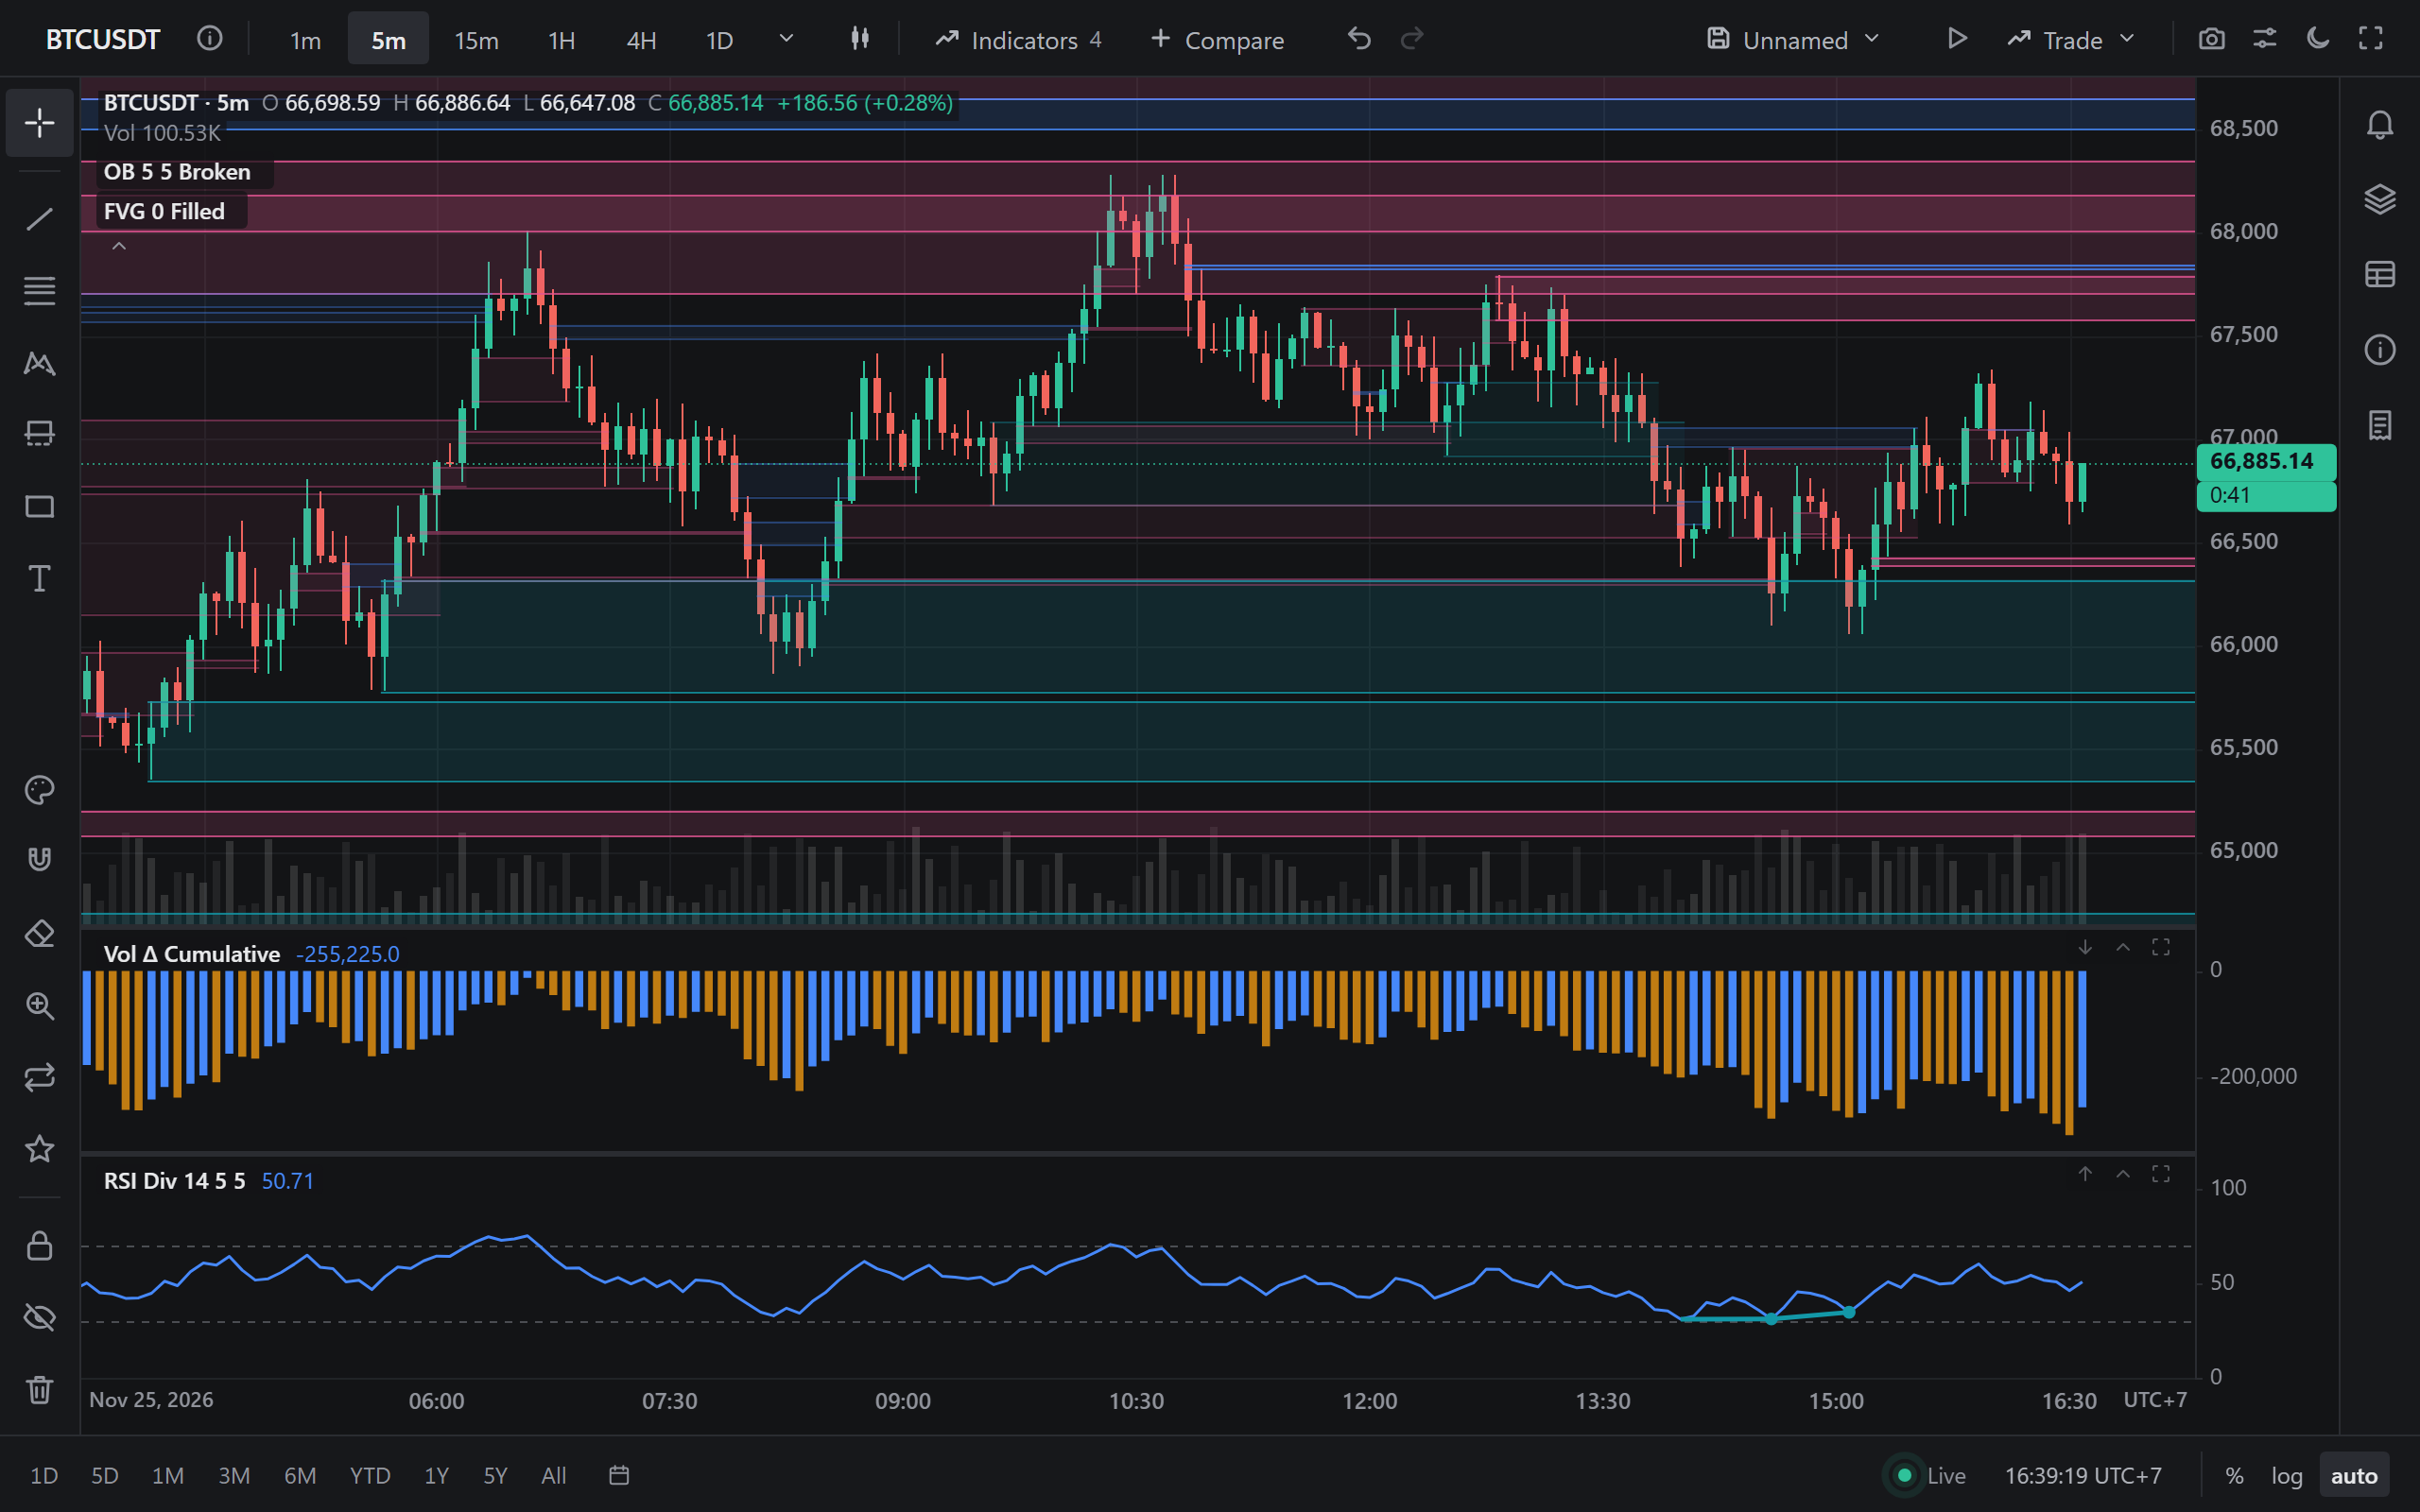 BTCUSDT 1m 5m 15m 1H 4H 1D Indicators 4 Compare Unnamed Trade
BTCUSDT · 5m O 66,698.59 H 66,886.64 L 66,647.08 C 66,885.14 +186.56 (+0.28%)
Vol 100.53K
OB 5 5 Broken
FVG 0 Filled
68,500
68,000
67,500
67,000
66,885.14
0:41
66,500
66,000
65,500
65,000
Vol Δ Cumulative -255,225.0
0
-200,000
RSI Div 14 5 5 50.71
100
50
0
Nov 25, 2026 06:00 07:30 09:00 10:30 12:00 13:30 15:00 16:30 UTC+7
1D 5D 1M 3M 6M YTD 1Y 5Y All Live 16:39:19 UTC+7 % log auto